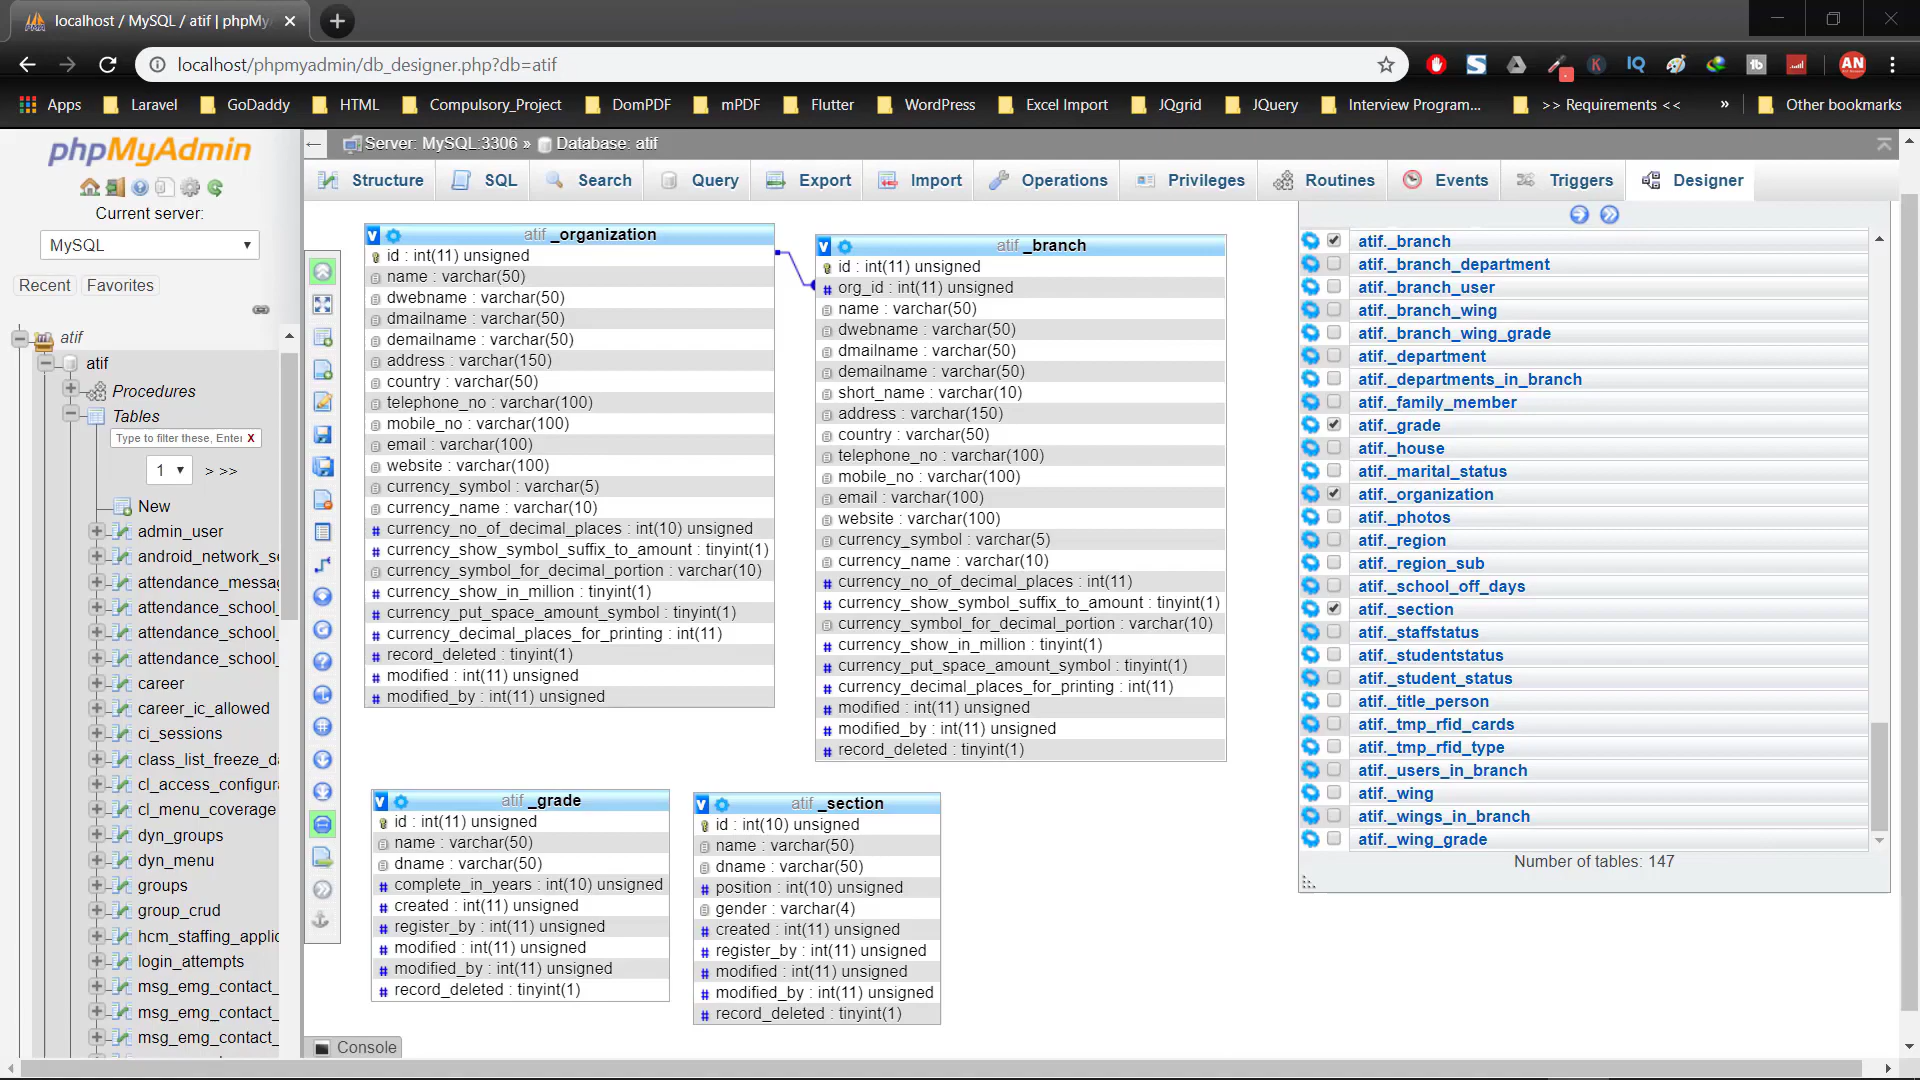 localhost / MySQL / atif | phpMy
localhost/phpmyadmin/db_designer.php?db=atif
AN
Apps
Laravel
GoDaddy
HTML
Compulsory_Project
DomPDF
mPDF
Flutter
WordPress
Excel Import
JQgrid
JQuery
Interview Program...
>> Requirements <<
»
Other bookmarks
phpMyAdmin
Current server:
MySQL
Recent
Favorites
atif
atif
Procedures
Tables
Type to filter these, Enter X
1 > >>
New
admin_user
android_network_se
attendance_messag
attendance_school_
attendance_school_
attendance_school_
career
career_ic_allowed
ci_sessions
class_list_freeze_da
cl_access_configura
cl_menu_coverage
dyn_groups
dyn_menu
groups
group_crud
hcm_staffing_applic
login_attempts
msg_emg_contact_
msg_emg_contact_
msg_emg_contact_
Server: MySQL:3306 » Database: atif
Structure
SQL
Search
Query
Export
Import
Operations
Privileges
Routines
Events
Triggers
Designer
v atif _organization
id : int(11) unsigned
name : varchar(50)
dwebname : varchar(50)
dmailname : varchar(50)
demailname : varchar(50)
address : varchar(150)
country : varchar(50)
telephone_no : varchar(100)
mobile_no : varchar(100)
email : varchar(100)
website : varchar(100)
currency_symbol : varchar(5)
currency_name : varchar(10)
# currency_no_of_decimal_places : int(10) unsigned
# currency_show_symbol_suffix_to_amount : tinyint(1)
currency_symbol_for_decimal_portion : varchar(10)
# currency_show_in_million : tinyint(1)
# currency_put_space_amount_symbol : tinyint(1)
# currency_decimal_places_for_printing : int(11)
# record_deleted : tinyint(1)
# modified : int(11) unsigned
# modified_by : int(11) unsigned
v atif _branch
id : int(11) unsigned
# org_id : int(11) unsigned
name : varchar(50)
dwebname : varchar(50)
dmailname : varchar(50)
demailname : varchar(50)
short_name : varchar(10)
address : varchar(150)
country : varchar(50)
telephone_no : varchar(100)
mobile_no : varchar(100)
email : varchar(100)
website : varchar(100)
currency_symbol : varchar(5)
currency_name : varchar(10)
# currency_no_of_decimal_places : int(11)
# currency_show_symbol_suffix_to_amount : tinyint(1)
currency_symbol_for_decimal_portion : varchar(10)
# currency_show_in_million : tinyint(1)
# currency_put_space_amount_symbol : tinyint(1)
# currency_decimal_places_for_printing : int(11)
# modified : int(11) unsigned
# modified_by : int(11) unsigned
# record_deleted : tinyint(1)
v atif _grade
id : int(11) unsigned
name : varchar(50)
dname : varchar(50)
# complete_in_years : int(10) unsigned
# created : int(11) unsigned
# register_by : int(11) unsigned
# modified : int(11) unsigned
# modified_by : int(11) unsigned
# record_deleted : tinyint(1)
v atif _section
id : int(10) unsigned
name : varchar(50)
dname : varchar(50)
# position : int(10) unsigned
gender : varchar(4)
# created : int(11) unsigned
# register_by : int(11) unsigned
# modified : int(11) unsigned
# modified_by : int(11) unsigned
# record_deleted : tinyint(1)
atif._branch
atif._branch_department
atif._branch_user
atif._branch_wing
atif._branch_wing_grade
atif._department
atif._departments_in_branch
atif._family_member
atif._grade
atif._house
atif._marital_status
atif._organization
atif._photos
atif._region
atif._region_sub
atif._school_off_days
atif._section
atif._staffstatus
atif._studentstatus
atif._student_status
atif._title_person
atif._tmp_rfid_cards
atif._tmp_rfid_type
atif._users_in_branch
atif._wing
atif._wings_in_branch
atif._wing_grade
Number of tables: 147
Console